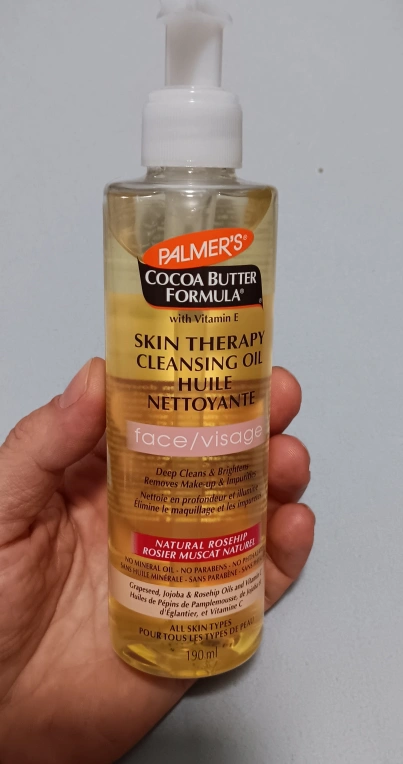 PALMER'S®
COCOA BUTTER
FORMULA®
with Vitamin E
SKIN THERAPY
CLEANSING OIL
HUILE
NETTOYANTE
face/visage
Deep Cleans & Brightens
Removes Make-up & Impurities
Nettoie en profondeur et illumine
Élimine le maquillage et les impuretés
NATURAL ROSEHIP
ROSIER MUSCAT NATUREL
NO MINERAL OIL - NO PARABENS - NO
SANS HUILE MINÉRALE - SANS PARABÈNE - SANS
Grapeseed, Jojoba & Rosehip Oils and Vitamin
Huiles de Pépins de Pamplemousse, de Jojoba
d'Églantier, et Vitamine C
ALL SKIN TYPES
POUR TOUS LES TYPES DE PEAU
190 ml